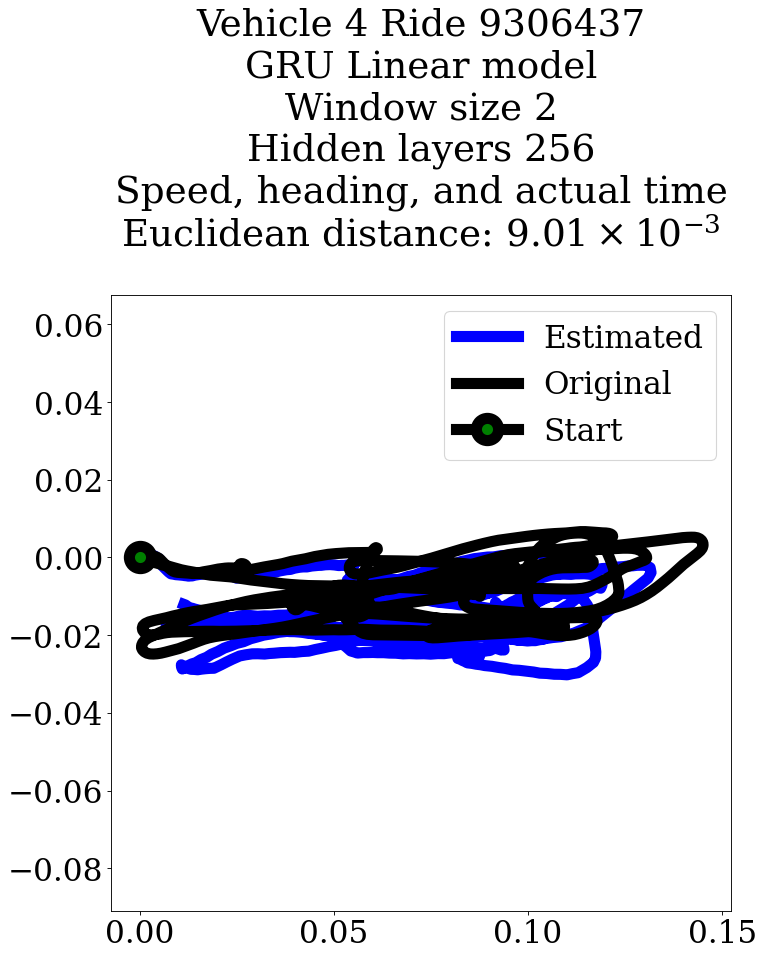 Vehicle 4 Ride 9306437
GRU Linear model
Window size 2
Hidden layers 256
Speed, heading, and actual time
Euclidean distance: 9.01 × 10⁻³
Estimated
Original
Start
0.06
0.04
0.02
0.00
−0.02
−0.04
−0.06
−0.08
0.00 0.05 0.10 0.15